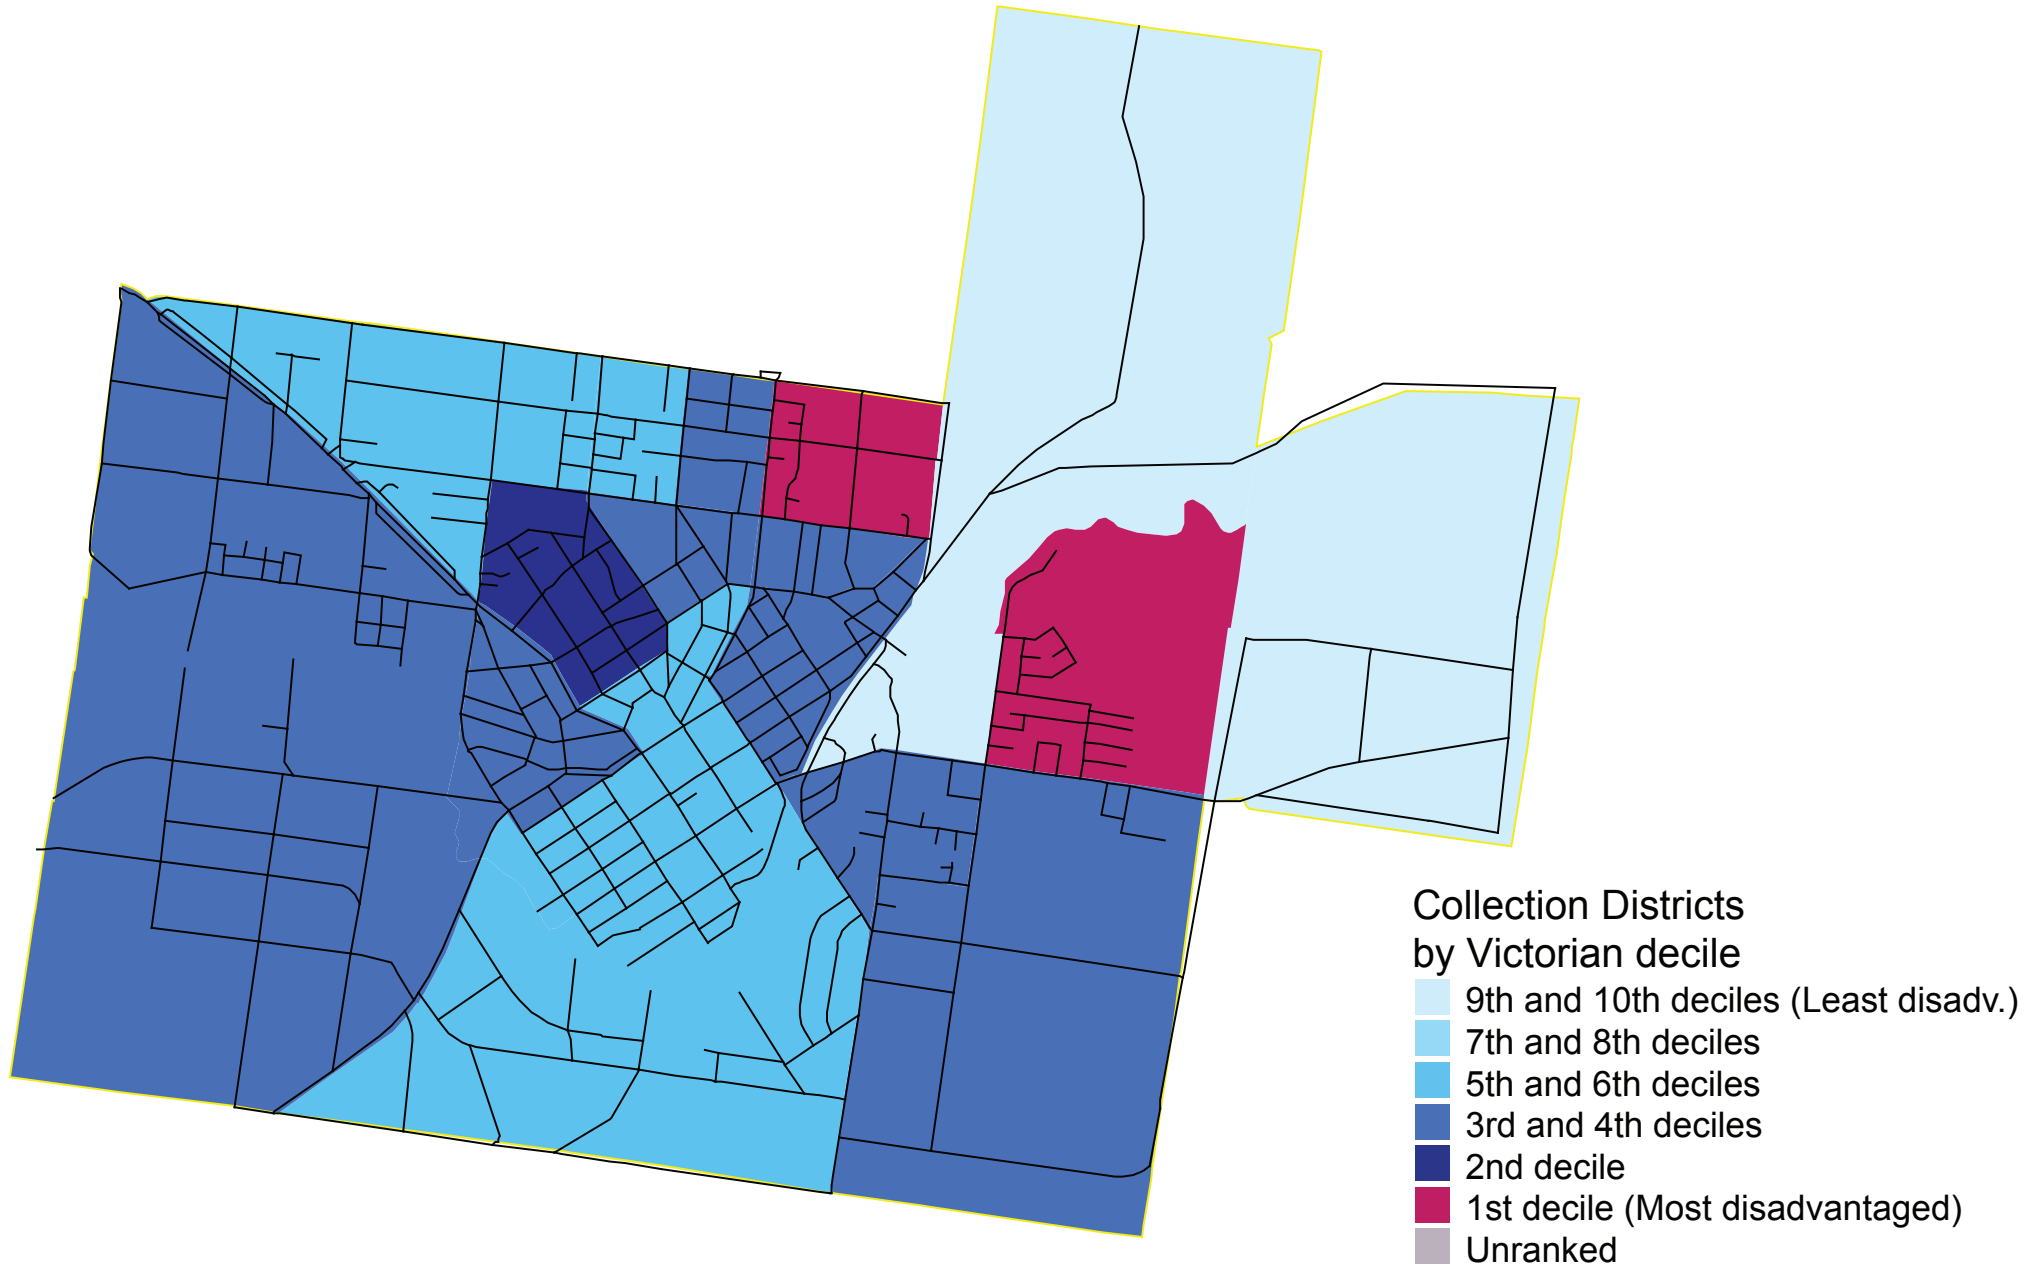 Collection Districts
by Victorian decile
9th and 10th deciles (Least disadv.)
7th and 8th deciles
5th and 6th deciles
3rd and 4th deciles
2nd decile
1st decile (Most disadvantaged)
Unranked